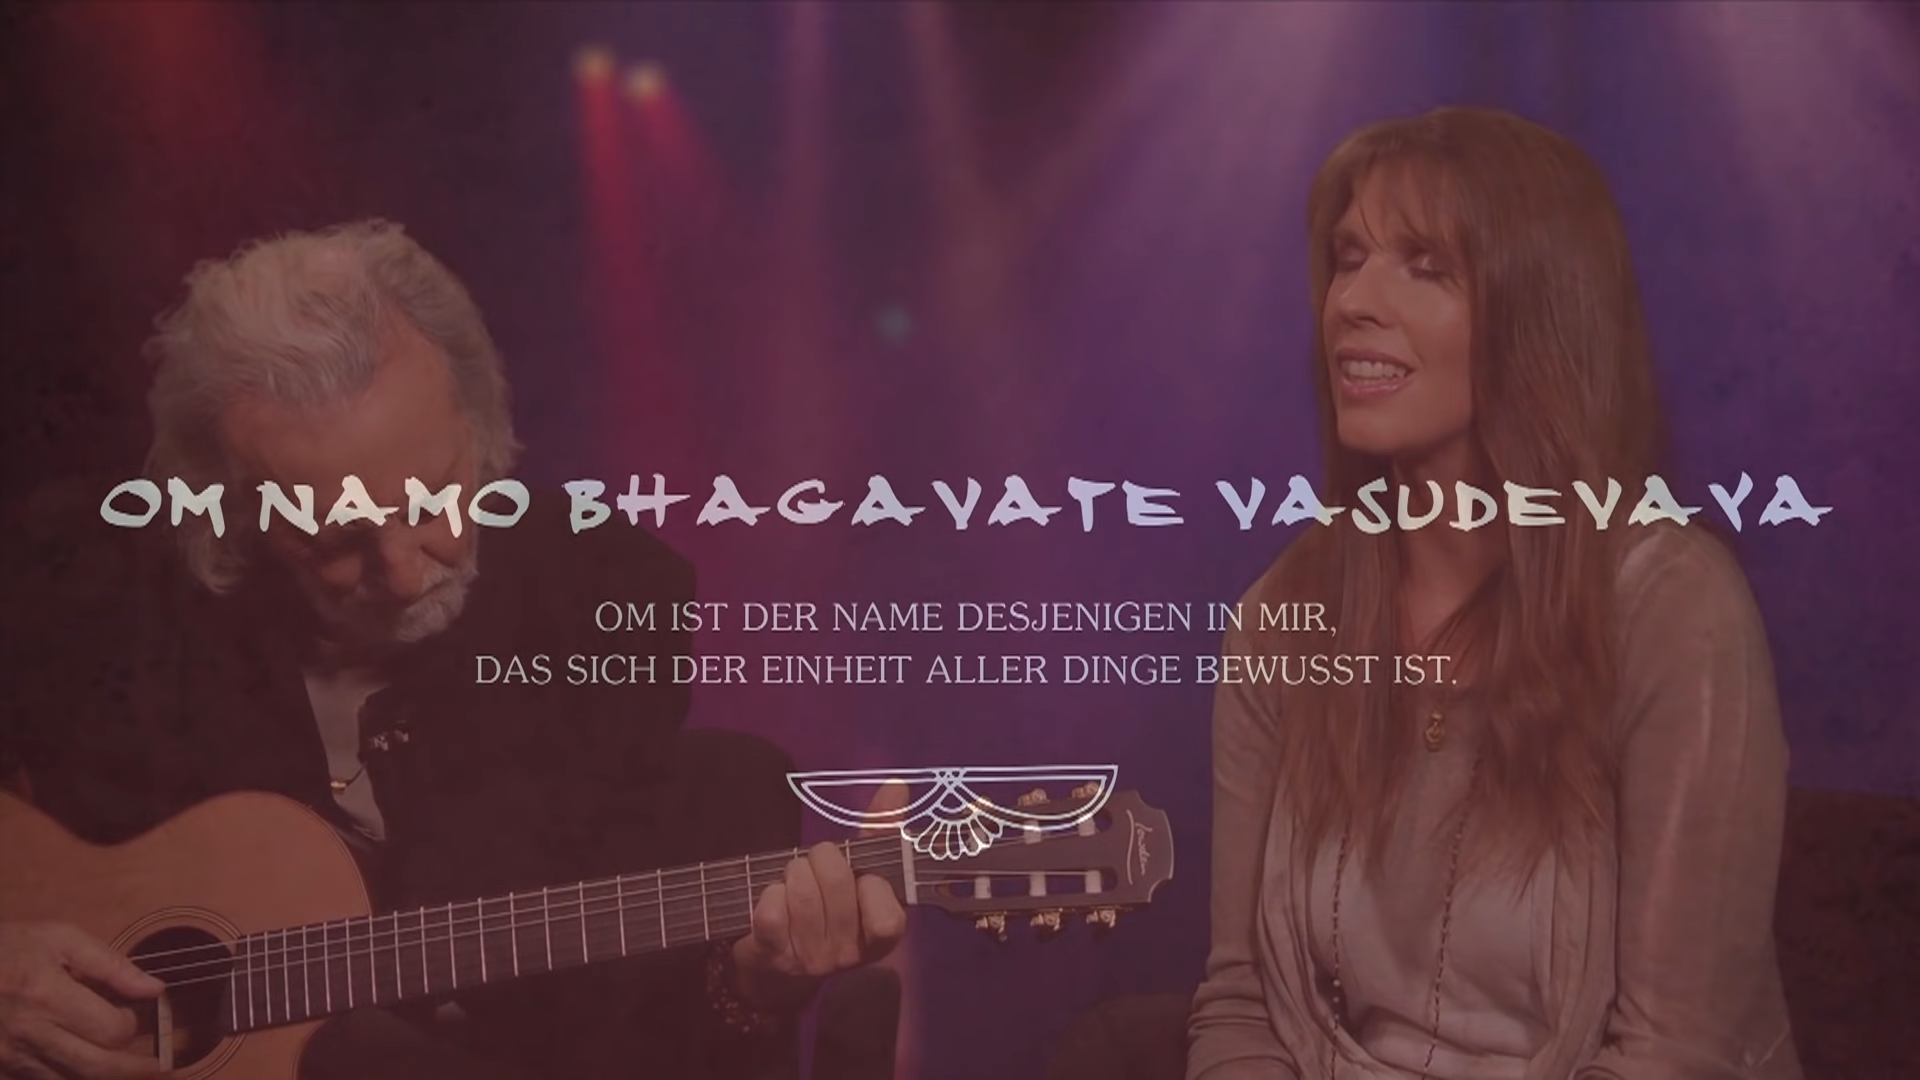 OM NAMO BHAGAVATE VASUDEVAYA
OM IST DER NAME DESJENIGEN IN MIR,
DAS SICH DER EINHEIT ALLER DINGE BEWUSST IST.
Lowden